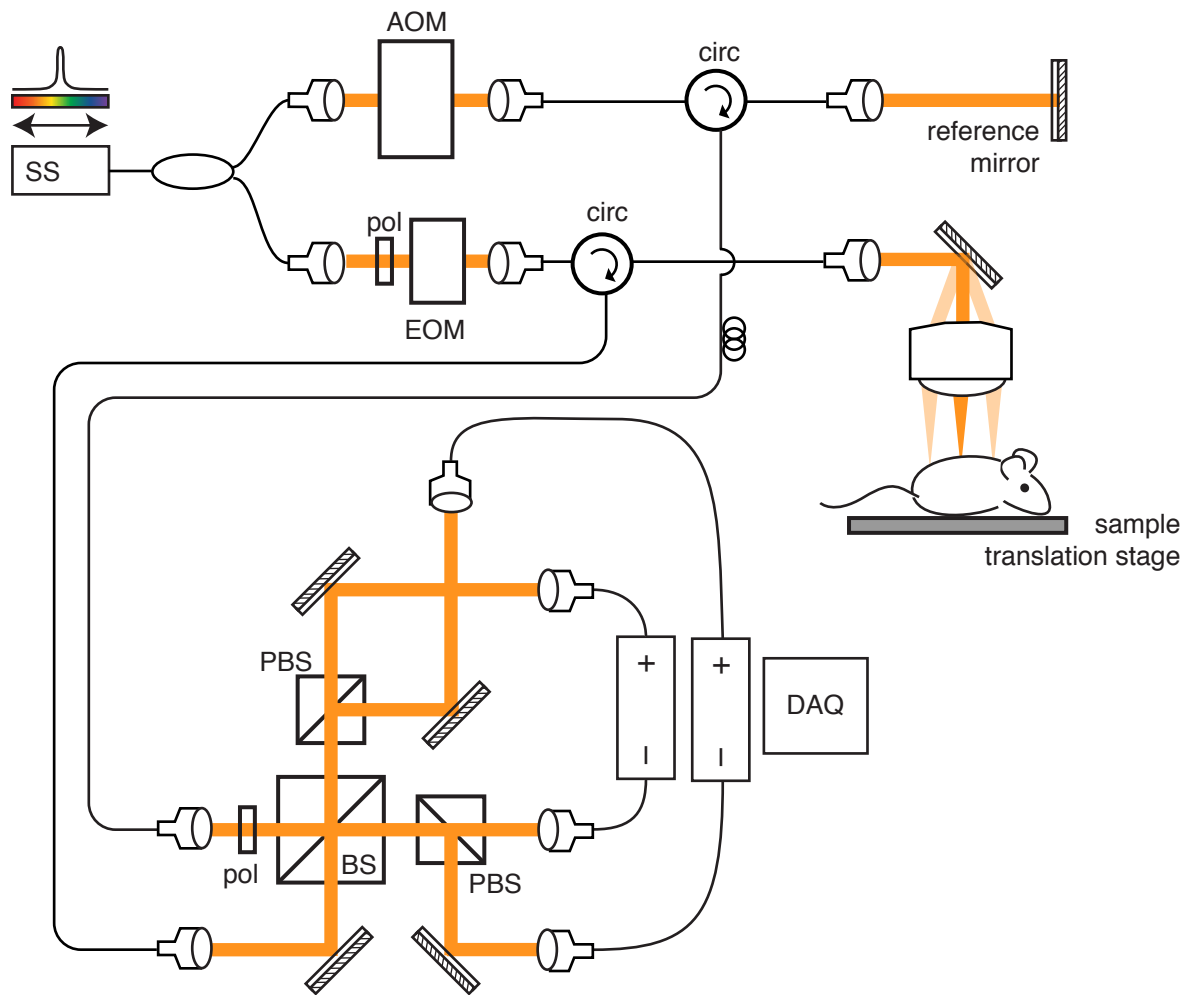 AOM
circ
SS
reference
mirror
pol
circ
EOM
sample
translation stage
PBS
+
+
DAQ
–
–
pol
BS
PBS